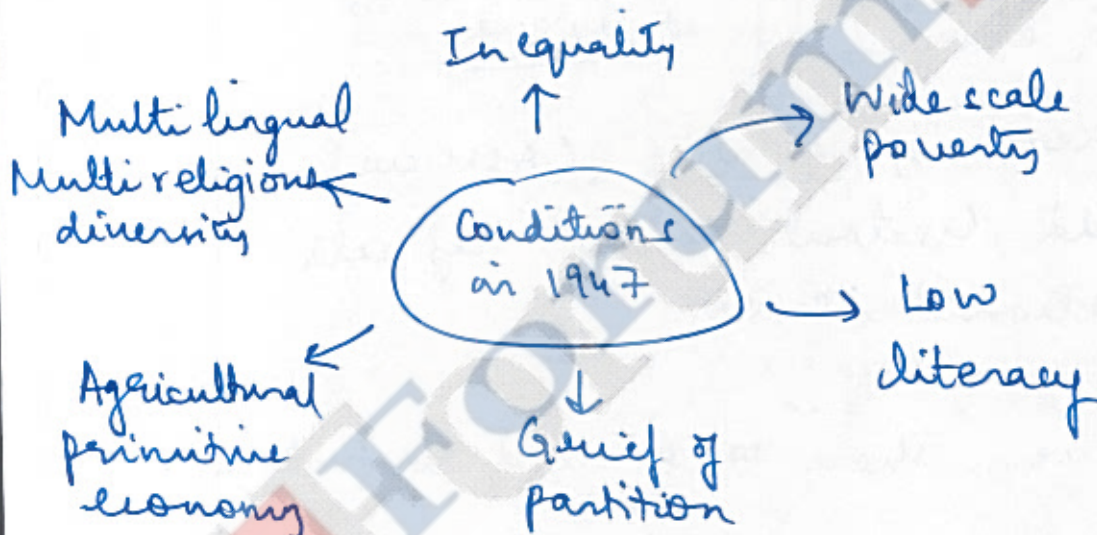 Inequality
Multi lingual
Multi religious
diversity
Wide scale
poverty
Conditions
in 1947
Low
literacy
Agricultural
primitive
economy
Grief of
partition
Forum